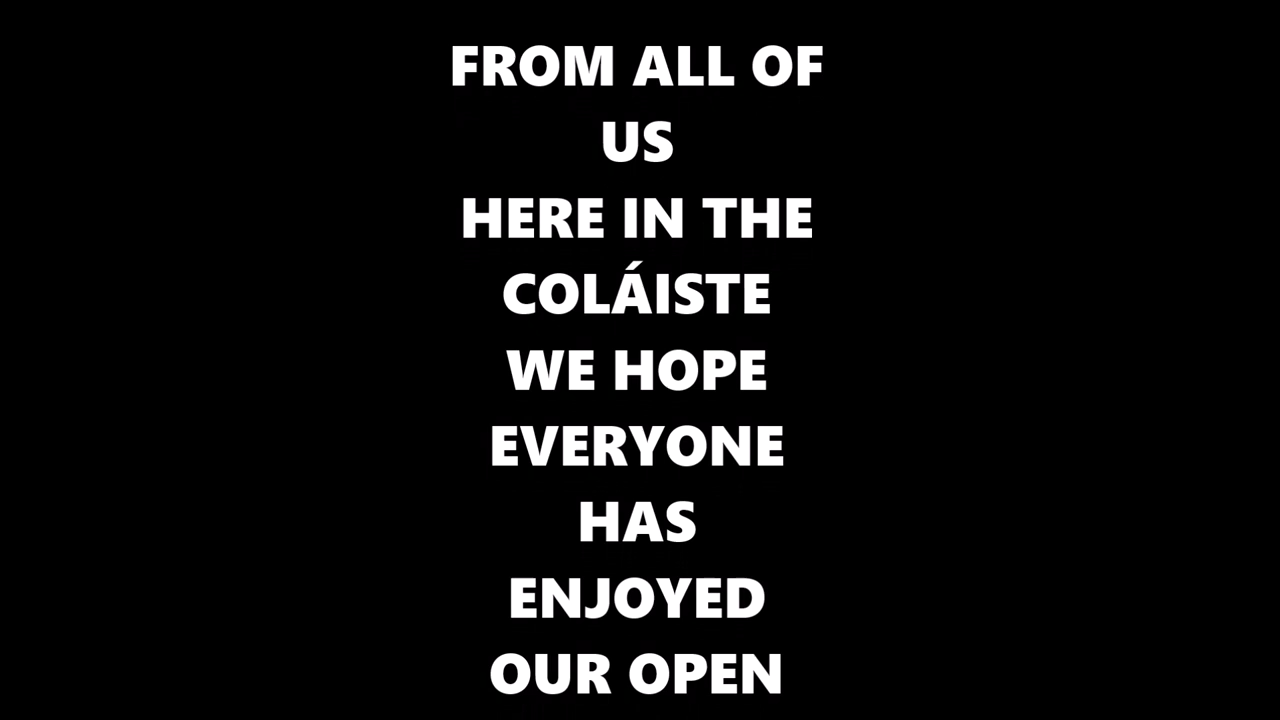 FROM ALL OF
US
HERE IN THE
COLÁISTE
WE HOPE
EVERYONE
HAS
ENJOYED
OUR OPEN